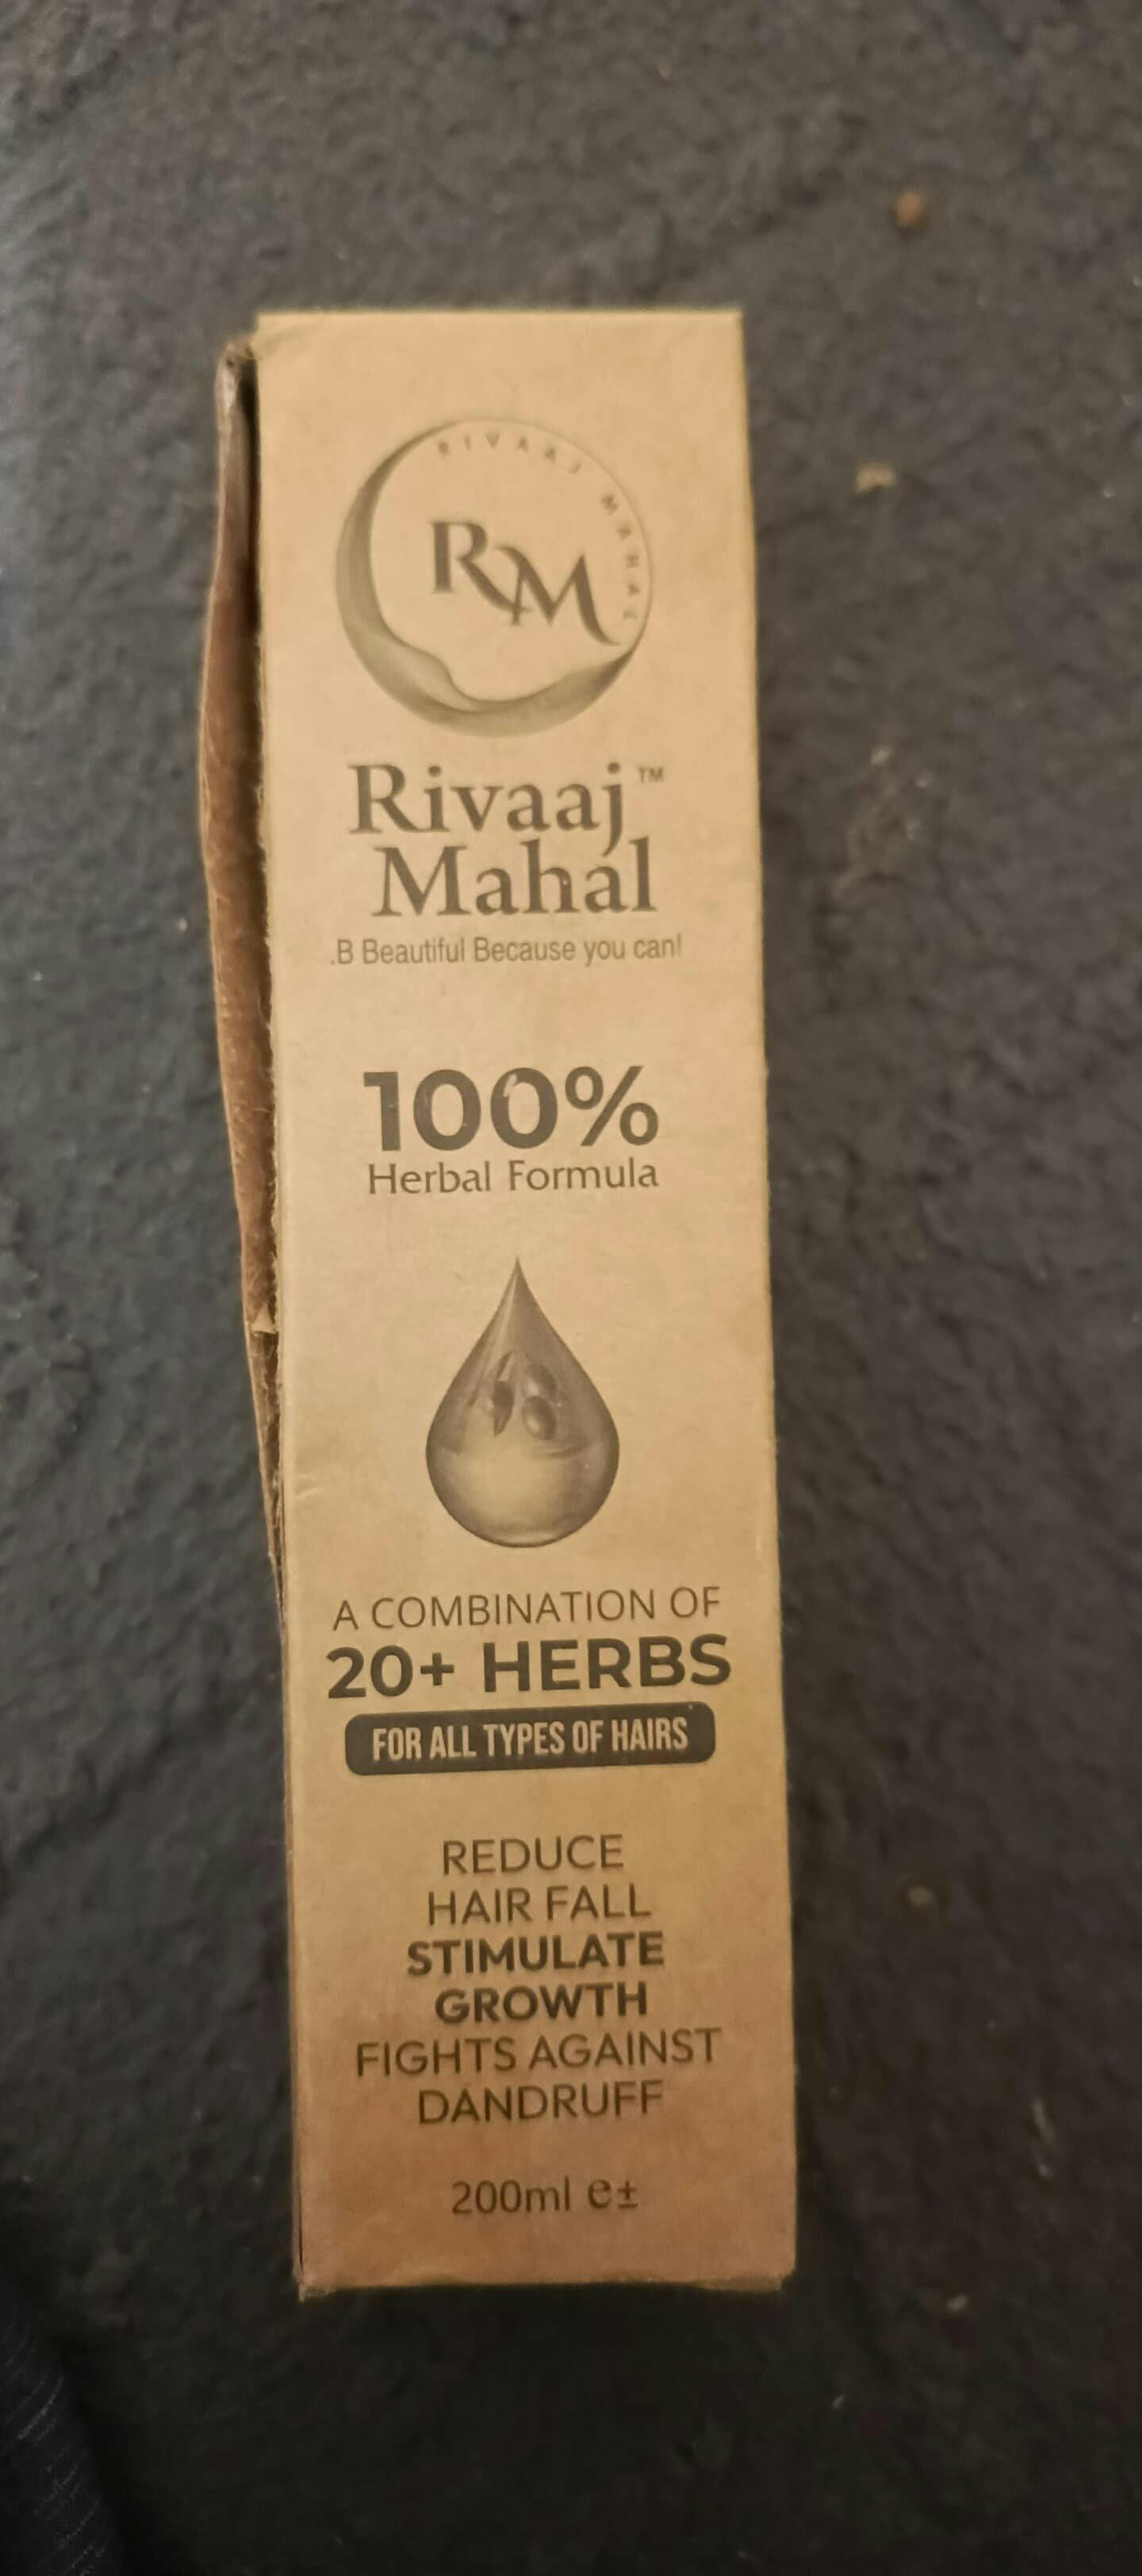 RIVAAJ MAHAL
RM
Rivaaj™
Mahal
.B Beautiful Because you can!
100%
Herbal Formula
A COMBINATION OF
20+ HERBS
FOR ALL TYPES OF HAIRS
REDUCE
HAIR FALL
STIMULATE
GROWTH
FIGHTS AGAINST
DANDRUFF
200ml e±